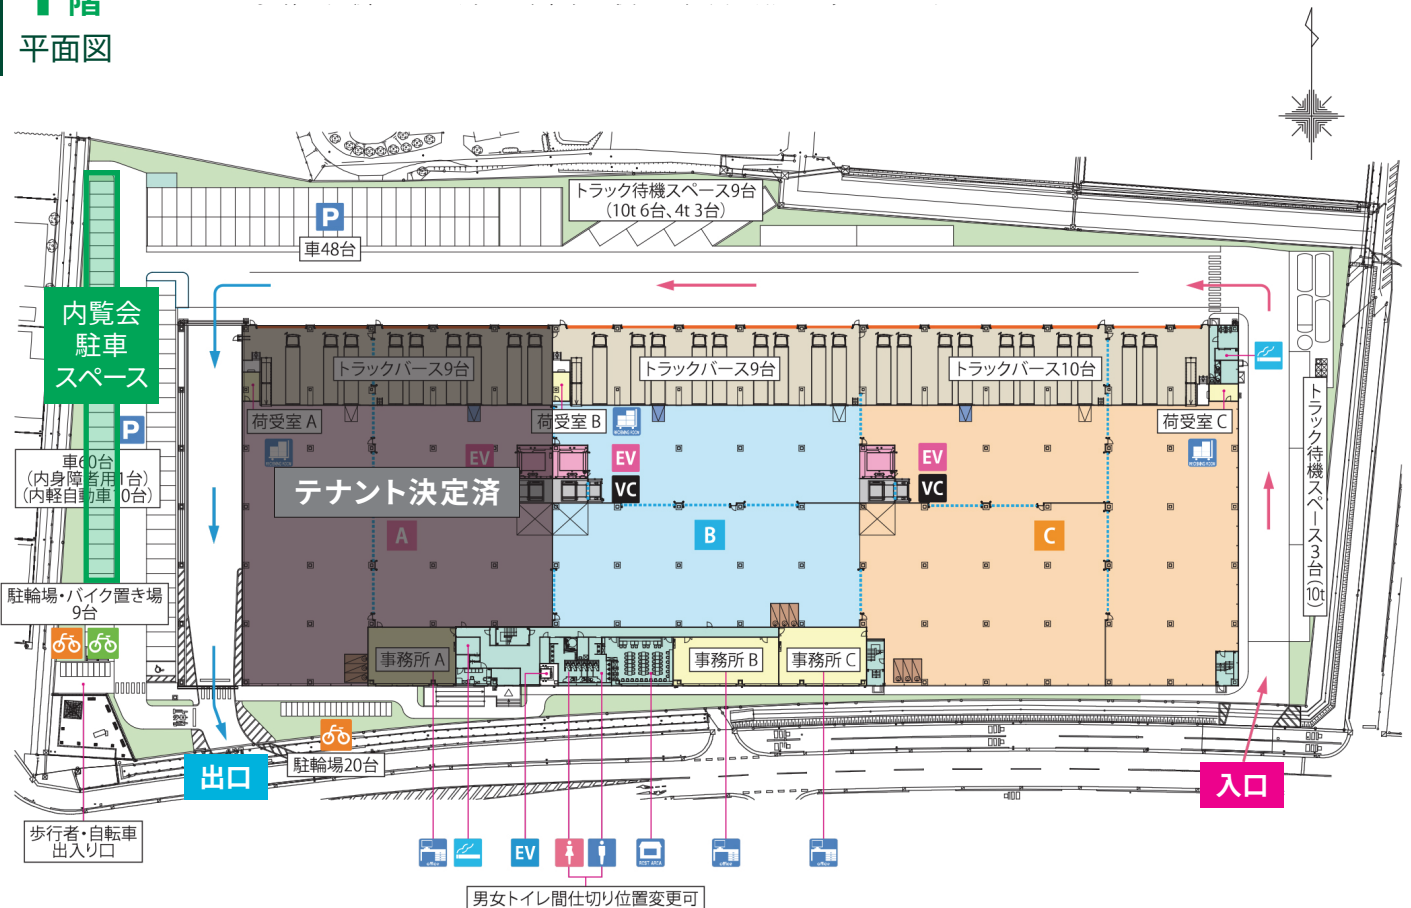 階
平面図
トラック待機スペース9台
(10t 6台、4t 3台)
P
車48台
内覧会
駐車
スペース
トラックバース9台
トラックバース9台
トラックバース10台
荷受室 A
荷受室 B
荷受室 C
P
車60台
(内身障者用1台)
(内軽自動車10台)
EV
EV
EV
VC
VC
テナント決定済
A
B
C
トラック待機スペース3台(10t)
駐輪場・バイク置き場
9台
事務所 A
事務所 B
事務所 C
出口
駐輪場20台
入口
歩行者・自転車
出入り口
office
EV
REST AREA
office
office
男女トイレ間仕切り位置変更可